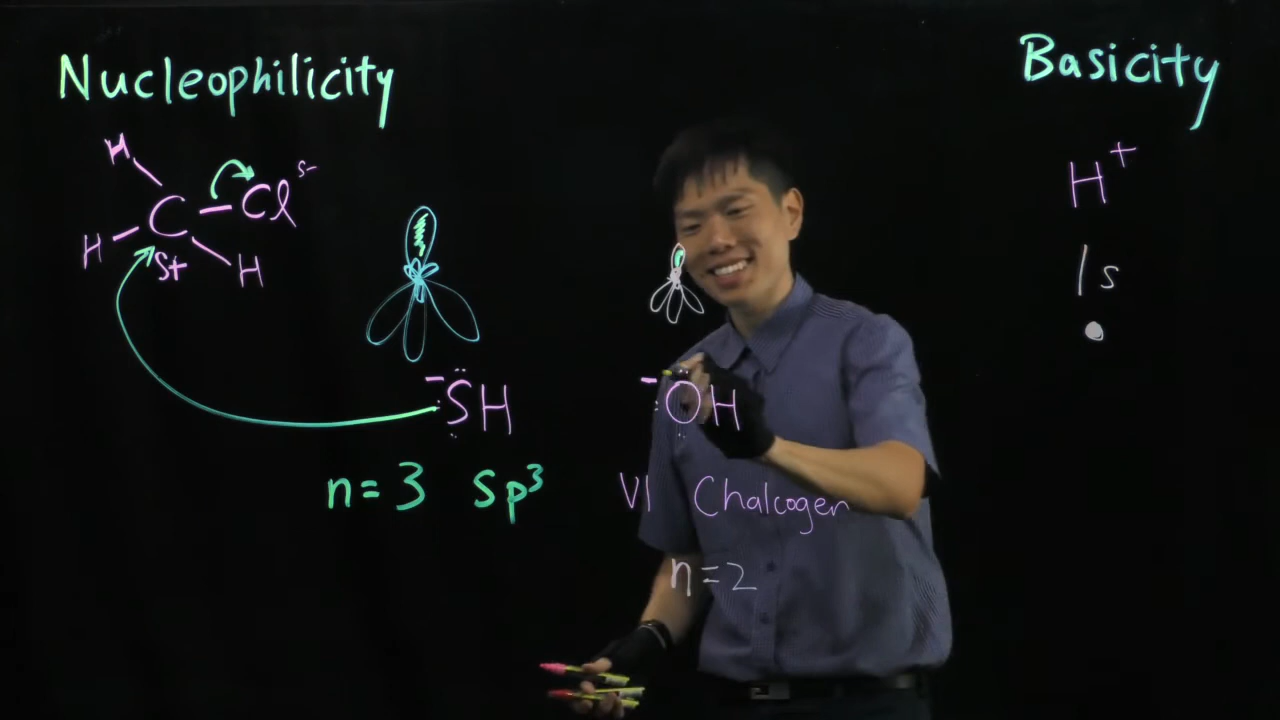 Nucleophilicity
Basicity
H
C Cl s-
H
S+ H
H+
1s
-SH
-OH
n=3 sp3
VI Chalcogen
n=2